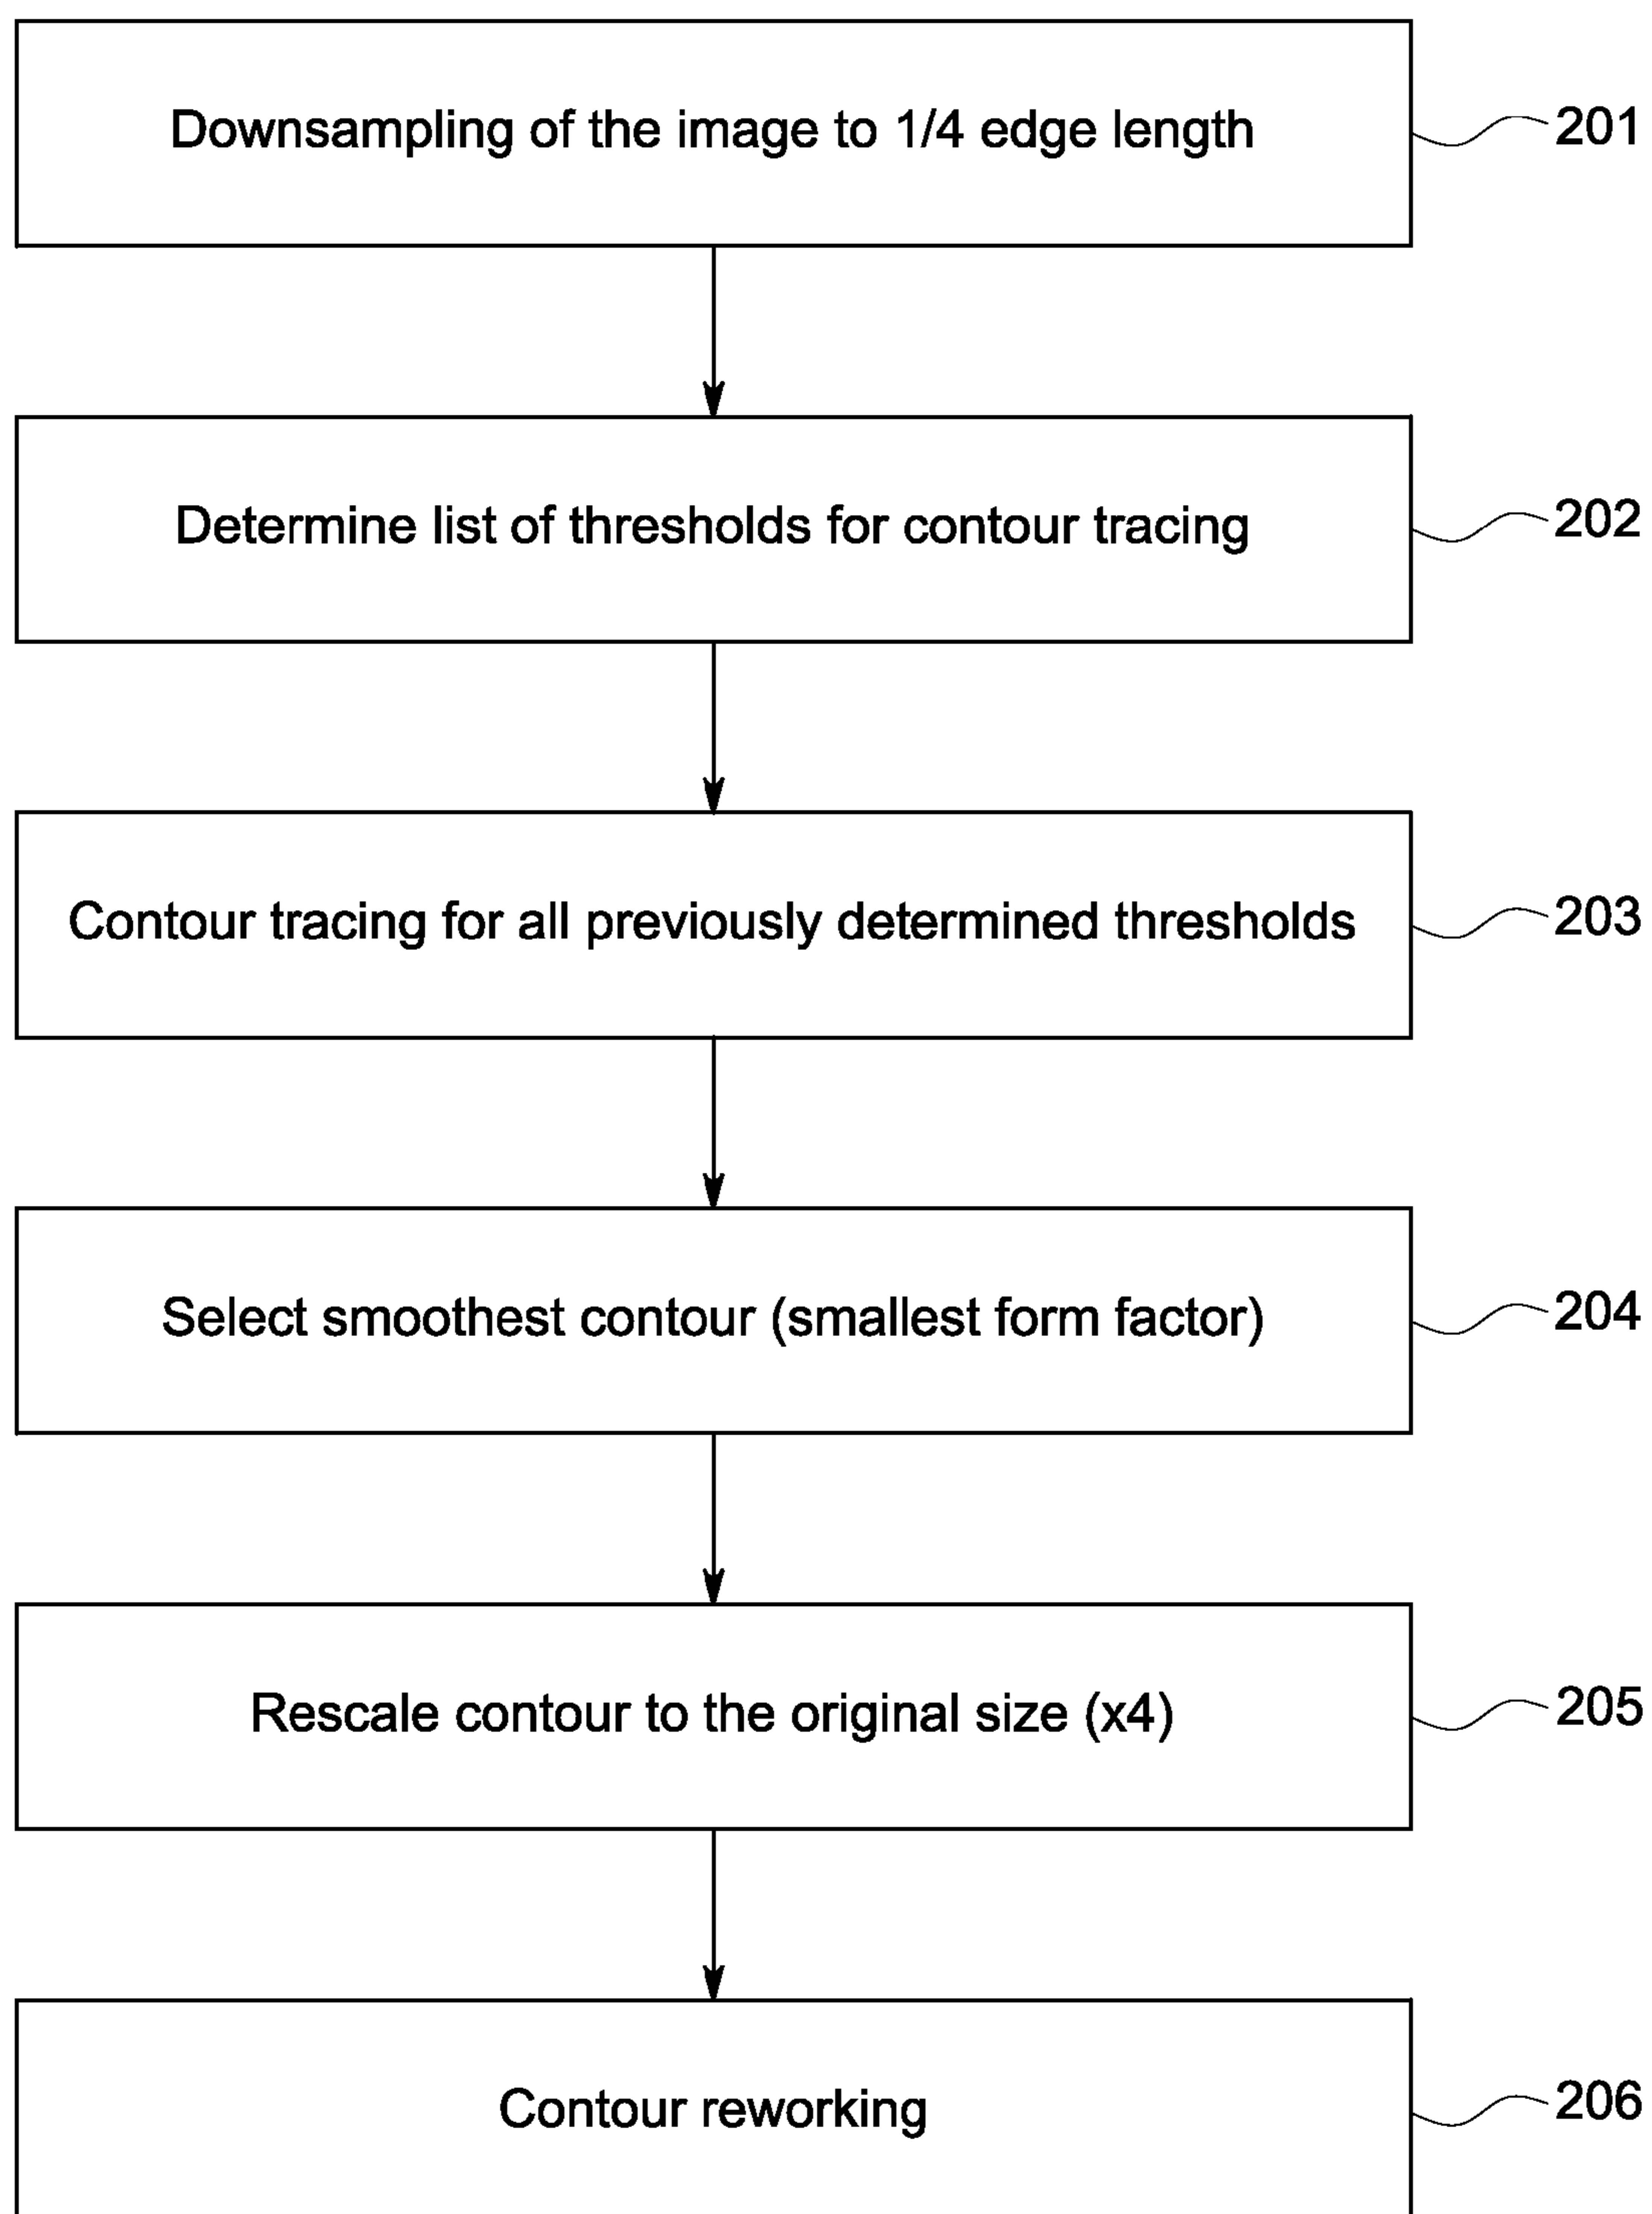 Downsampling of the image to 1/4 edge length
201
Determine list of thresholds for contour tracing
202
Contour tracing for all previously determined thresholds
203
Select smoothest contour (smallest form factor)
204
Rescale contour to the original size (x4)
205
Contour reworking
206